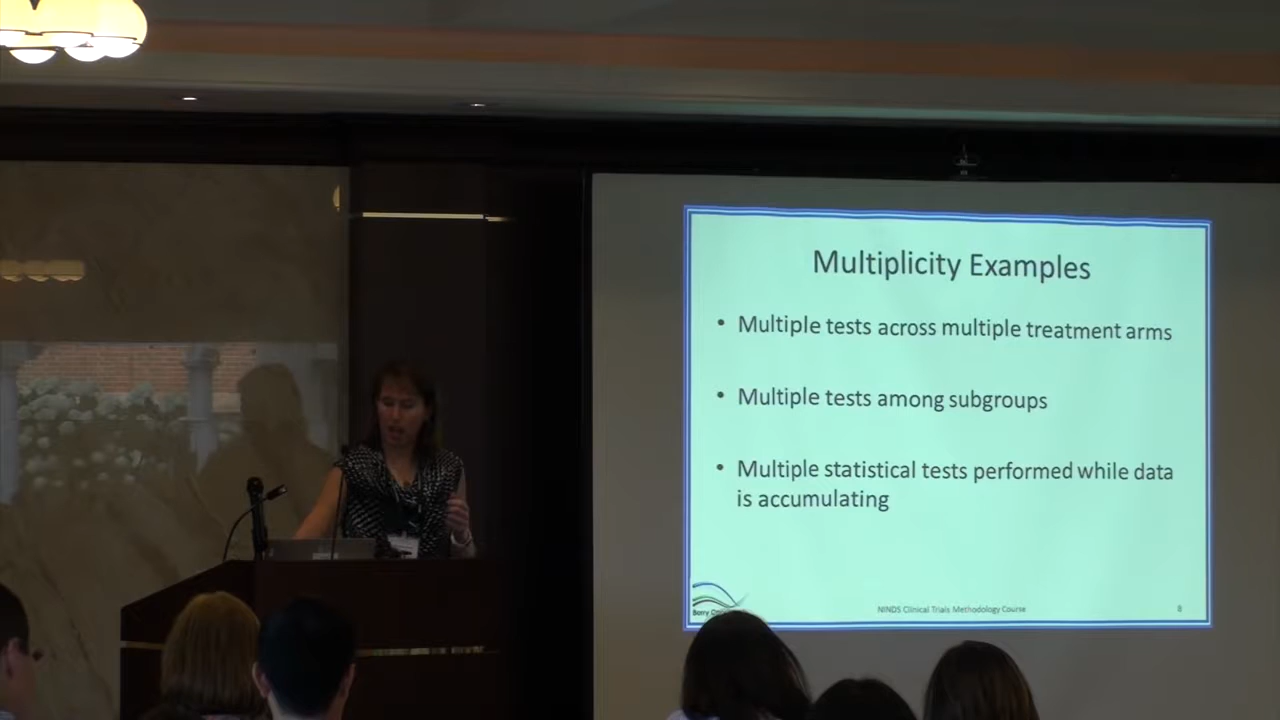 Multiplicity Examples
• Multiple tests across multiple treatment arms
• Multiple tests among subgroups
• Multiple statistical tests performed while data
is accumulating
Berry
NINDS Clinical Trials Methodology Course
8